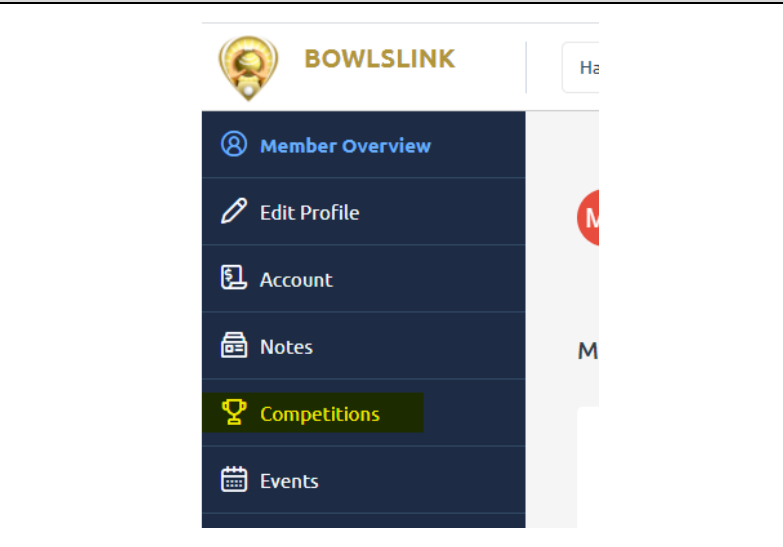 BOWLSLINK
Ha
Member Overview
Edit Profile
M
Account
Notes
M
Competitions
Events